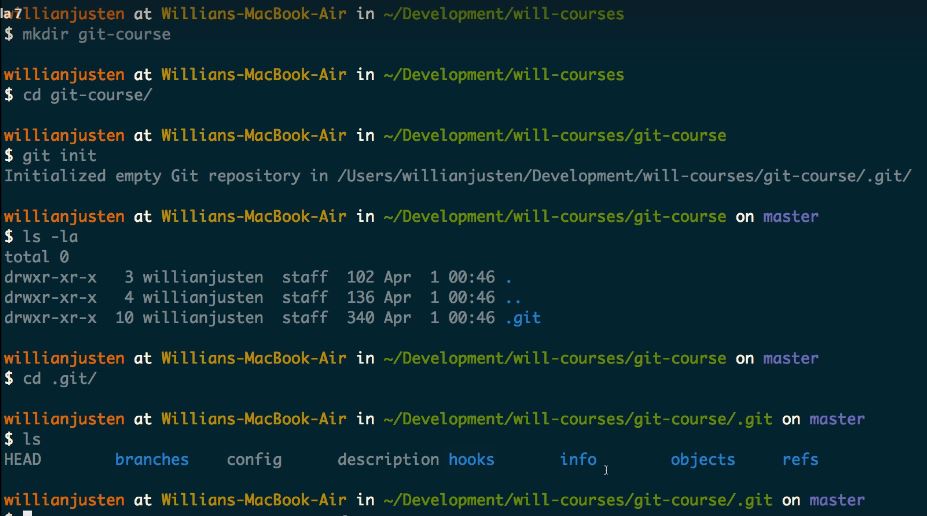 la 7
willianjusten at Willians-MacBook-Air in ~/Development/will-courses
$ mkdir git-course
willianjusten at Willians-MacBook-Air in ~/Development/will-courses
$ cd git-course/
willianjusten at Willians-MacBook-Air in ~/Development/will-courses/git-course
$ git init
Initialized empty Git repository in /Users/willianjusten/Development/will-courses/git-course/.git/
willianjusten at Willians-MacBook-Air in ~/Development/will-courses/git-course on master
$ ls -la
total 0
drwxr-xr-x 3 willianjusten staff 102 Apr 1 00:46 .
drwxr-xr-x 4 willianjusten staff 136 Apr 1 00:46 ..
drwxr-xr-x 10 willianjusten staff 340 Apr 1 00:46 .git
willianjusten at Willians-MacBook-Air in ~/Development/will-courses/git-course on master
$ cd .git/
willianjusten at Willians-MacBook-Air in ~/Development/will-courses/git-course/.git on master
$ ls
HEAD branches config description hooks info objects refs
willianjusten at Willians-MacBook-Air in ~/Development/will-courses/git-course/.git on master
$